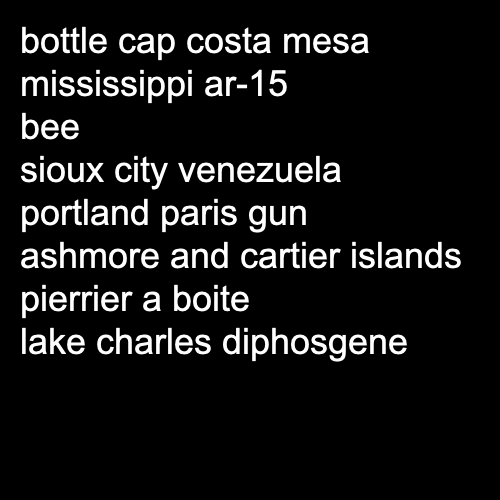 bottle cap costa mesa
mississippi ar-15
bee
sioux city venezuela
portland paris gun
ashmore and cartier islands
pierrier a boite
lake charles diphosgene